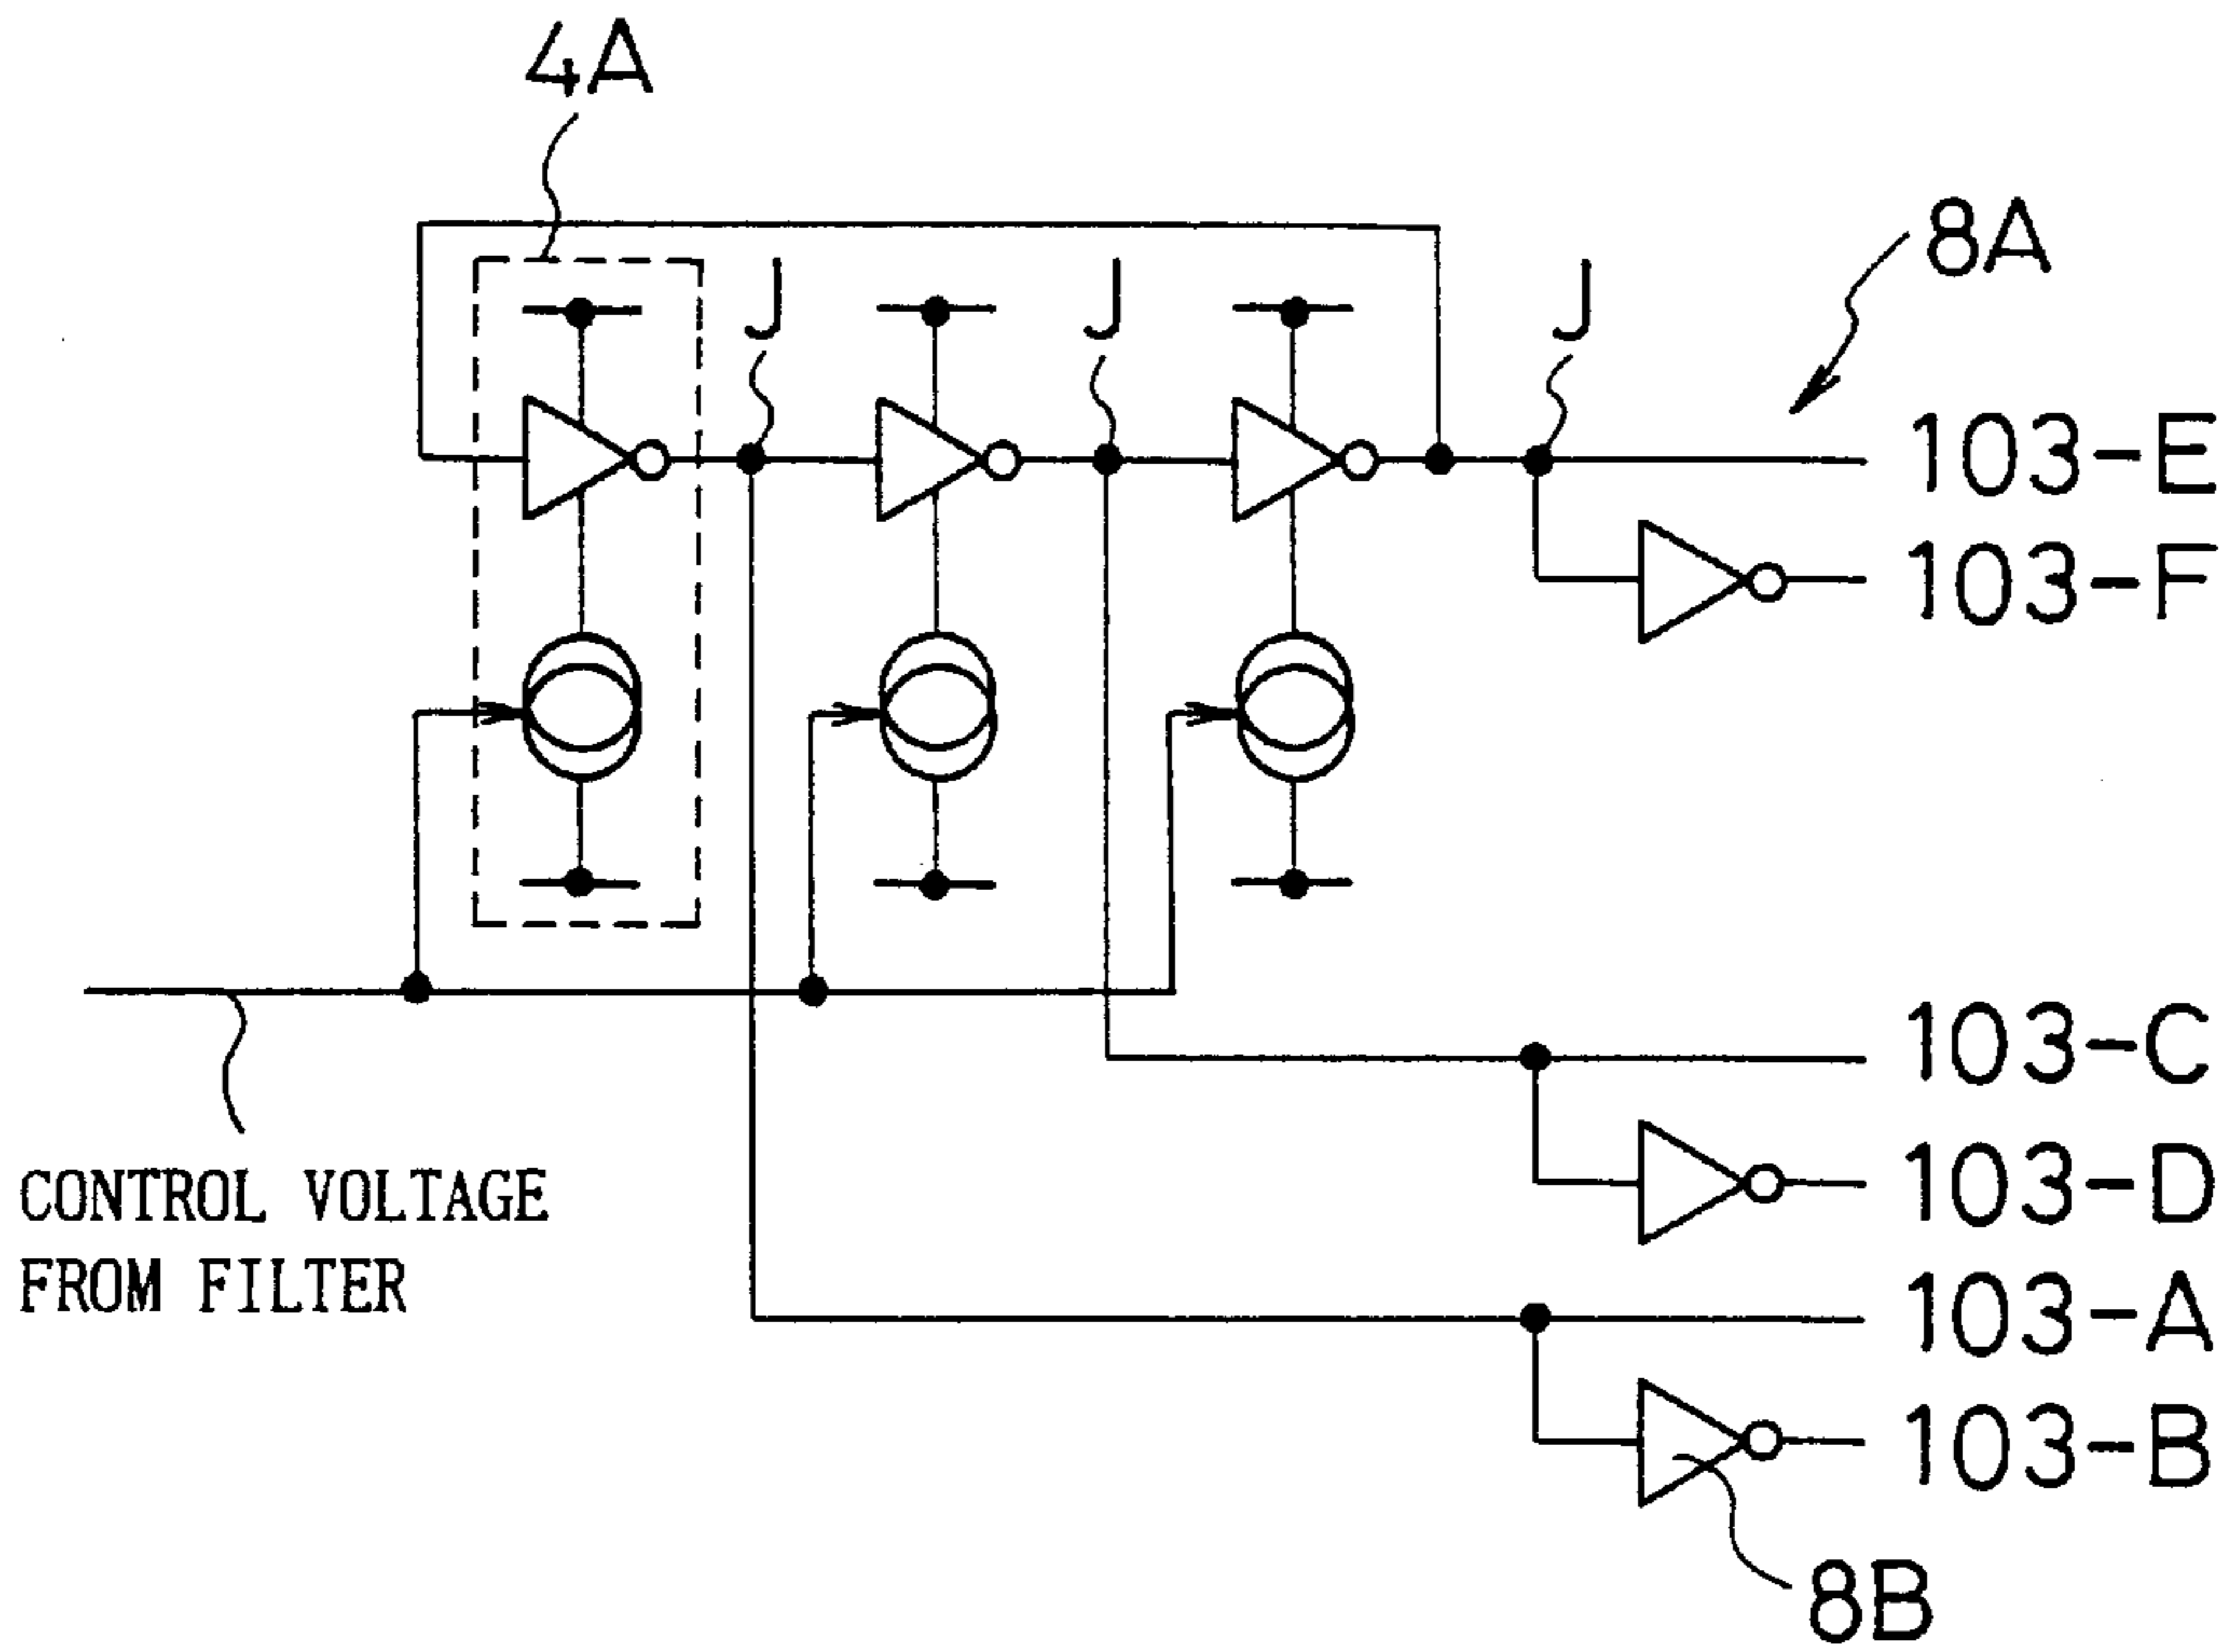 4A
8A
J
J
J
103-E
103-F
103-C
103-D
CONTROL VOLTAGE
FROM FILTER
103-A
103-B
8B